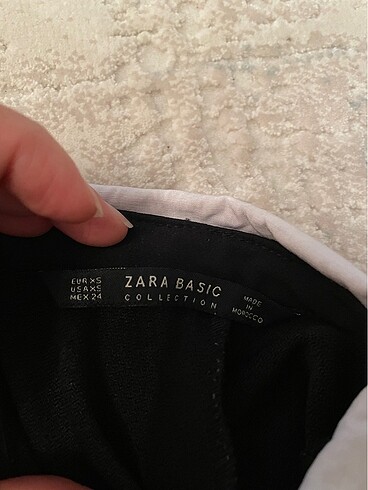 EUR XS
USA XS
MEX 24
ZARA BASIC
COLLECTION
MADE
IN
MOROCCO